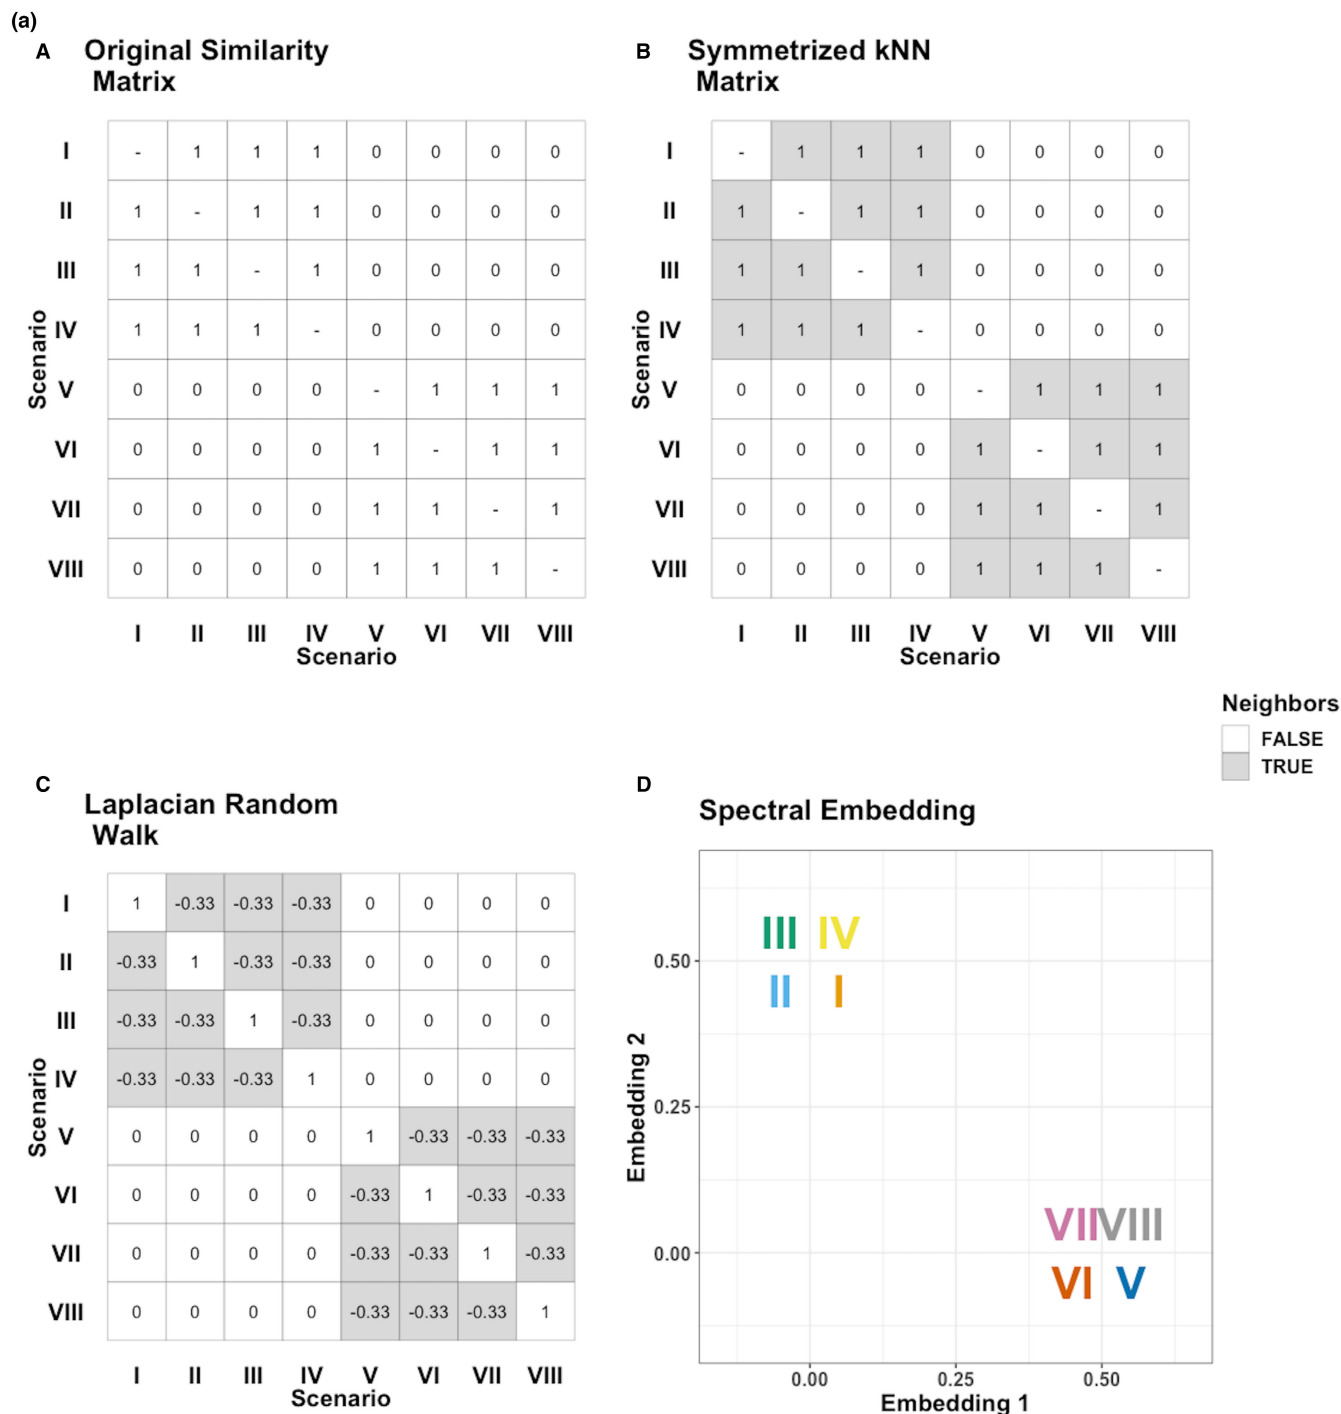 (a)
A
Original Similarity
Matrix
I - 1 1 1 0 0 0 0
II 1 - 1 1 0 0 0 0
III 1 1 - 1 0 0 0 0
IV 1 1 1 - 0 0 0 0
V 0 0 0 0 - 1 1 1
VI 0 0 0 0 1 - 1 1
VII 0 0 0 0 1 1 - 1
VIII 0 0 0 0 1 1 1 -
Scenario
I II III IV V VI VII VIII
Scenario
B
Symmetrized kNN
Matrix
I - 1 1 1 0 0 0 0
II 1 - 1 1 0 0 0 0
III 1 1 - 1 0 0 0 0
IV 1 1 1 - 0 0 0 0
V 0 0 0 0 - 1 1 1
VI 0 0 0 0 1 - 1 1
VII 0 0 0 0 1 1 - 1
VIII 0 0 0 0 1 1 1 -
Scenario
I II III IV V VI VII VIII
Scenario
Neighbors
FALSE
TRUE
C
Laplacian Random
Walk
I 1 -0.33 -0.33 -0.33 0 0 0 0
II -0.33 1 -0.33 -0.33 0 0 0 0
III -0.33 -0.33 1 -0.33 0 0 0 0
IV -0.33 -0.33 -0.33 1 0 0 0 0
V 0 0 0 0 1 -0.33 -0.33 -0.33
VI 0 0 0 0 -0.33 1 -0.33 -0.33
VII 0 0 0 0 -0.33 -0.33 1 -0.33
VIII 0 0 0 0 -0.33 -0.33 -0.33 1
Scenario
I II III IV V VI VII VIII
Scenario
D
Spectral Embedding
III IV
0.50
II I
0.25
Embedding 2
VII VIII
0.00
VI V
0.00 0.25 0.50
Embedding 1